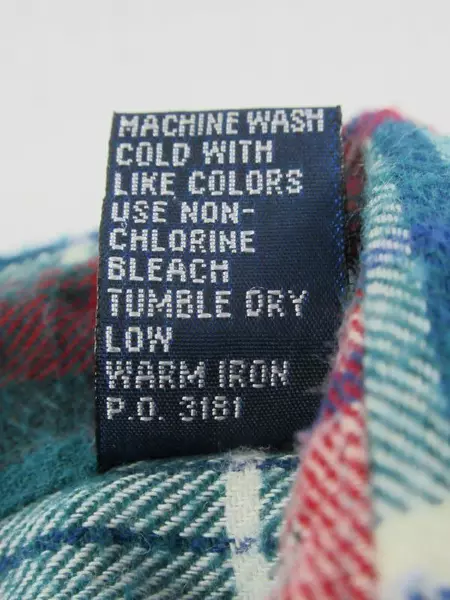 MACHINE WASH
COLD WITH
LIKE COLORS
USE NON-
CHLORINE
BLEACH
TUMBLE DRY
LOW
WARM IRON
P.O. 3181